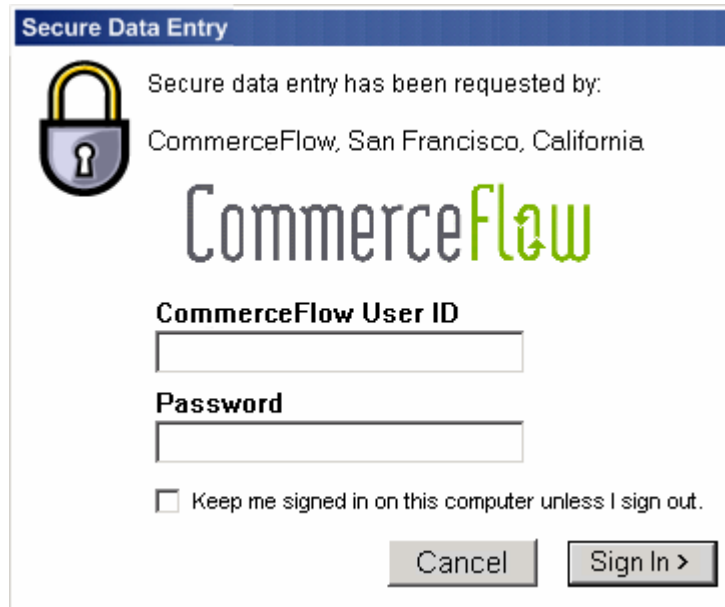 Secure Data Entry
Secure data entry has been requested by:
CommerceFlow, San Francisco, California
CommerceFlow
CommerceFlow User ID
Password
Keep me signed in on this computer unless I sign out.
Cancel
Sign In >